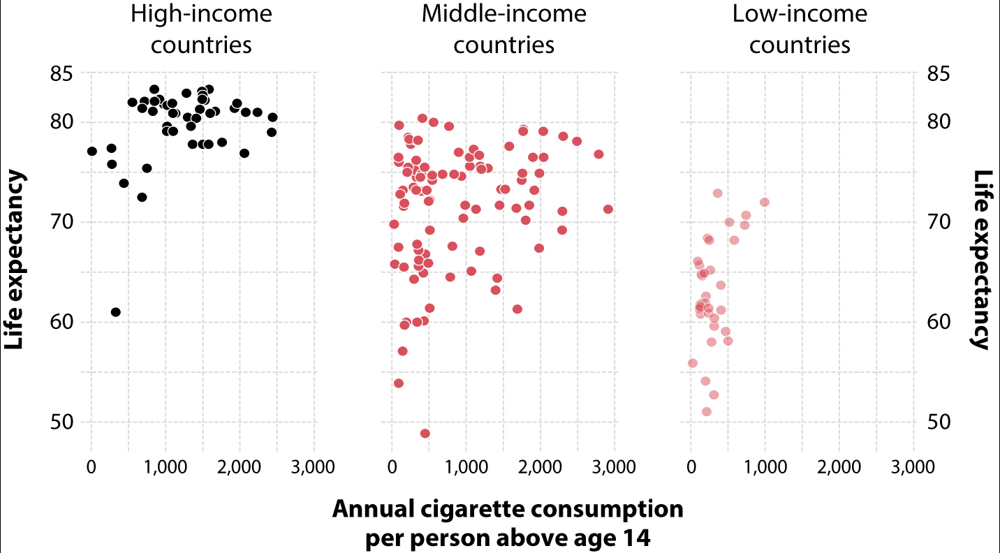 High-income
countries
Middle-income
countries
Low-income
countries
85
80
70
60
50
Life expectancy
85
80
70
60
50
Life expectancy
0 1,000 2,000 3,000
0 1,000 2,000 3,000
0 1,000 2,000 3,000
Annual cigarette consumption
per person above age 14